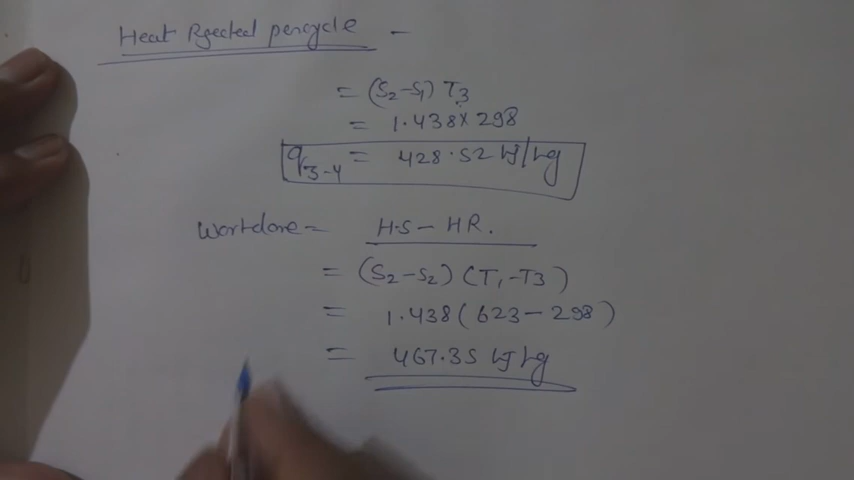 Heat Rejected percycle -
= (S2-S1) T3
= 1.438 x 298
q3-4 = 428.52 kJ/kg
Workdone = H.S - HR.
= (S2-S2) (T1-T3)
= 1.438 (623 - 298)
= 467.35 kJ kg